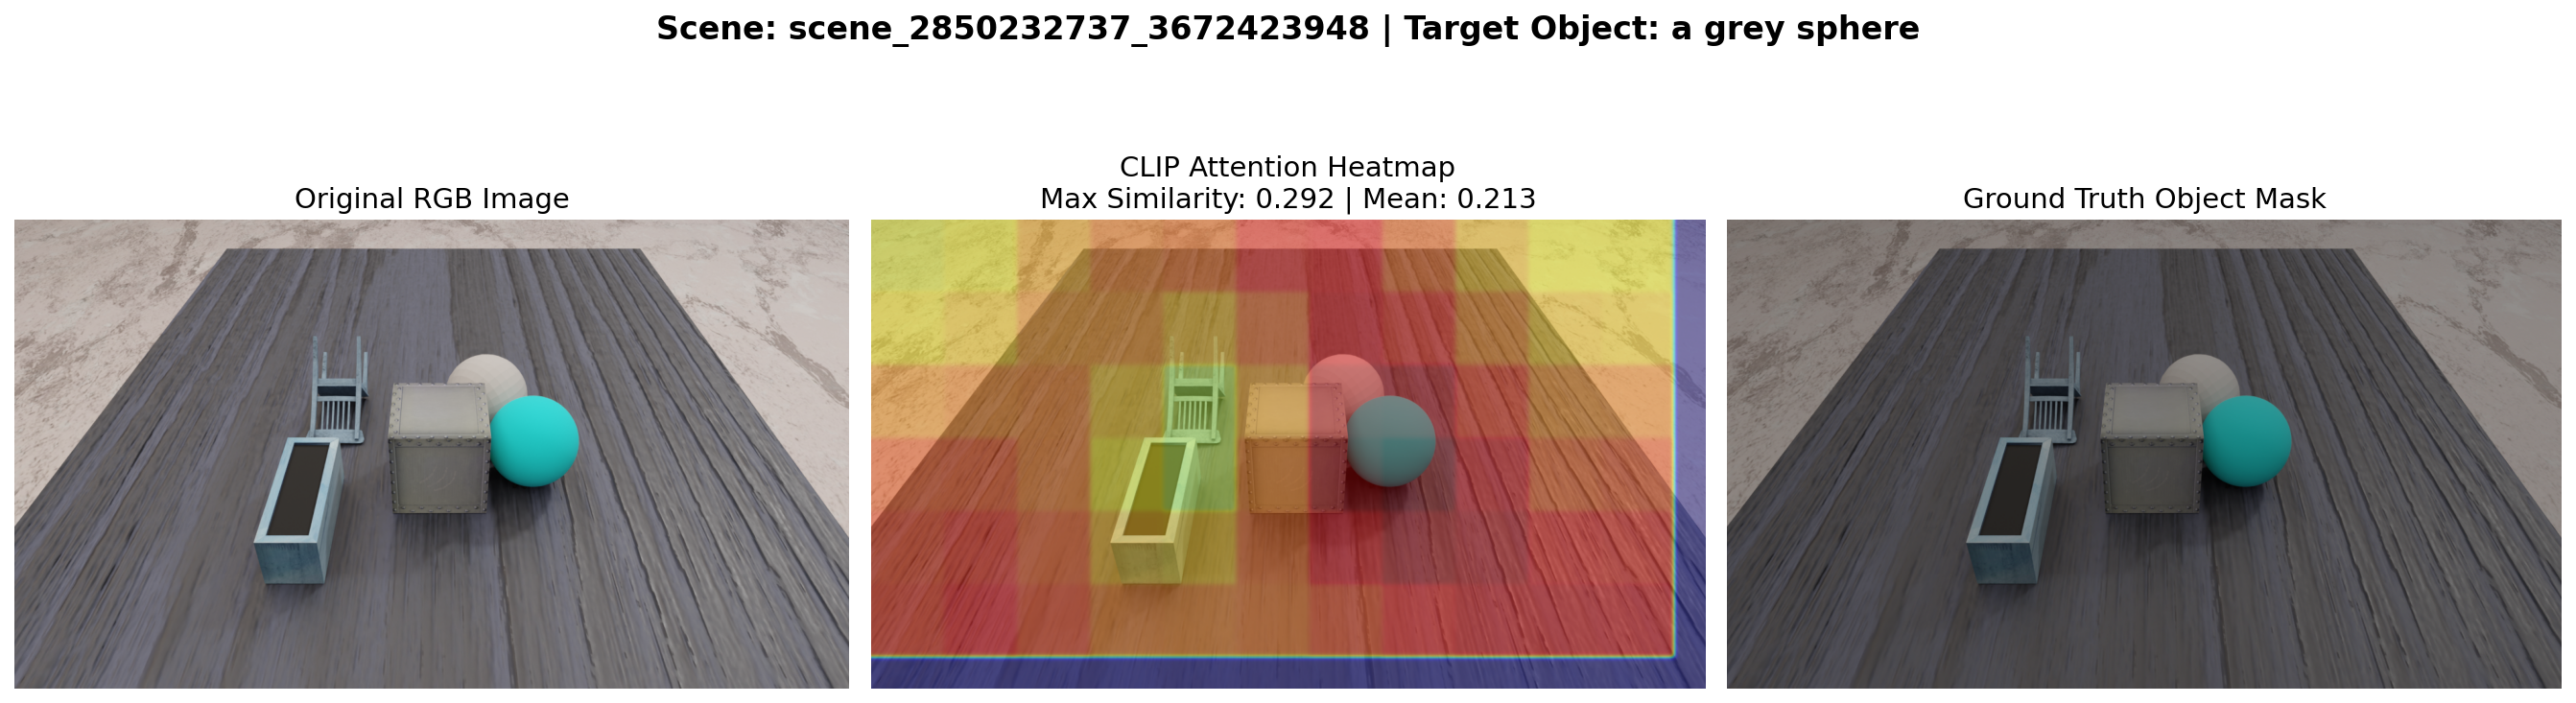 Scene: scene_2850232737_3672423948 | Target Object: a grey sphere
Original RGB Image
CLIP Attention Heatmap
Max Similarity: 0.292 | Mean: 0.213
Ground Truth Object Mask